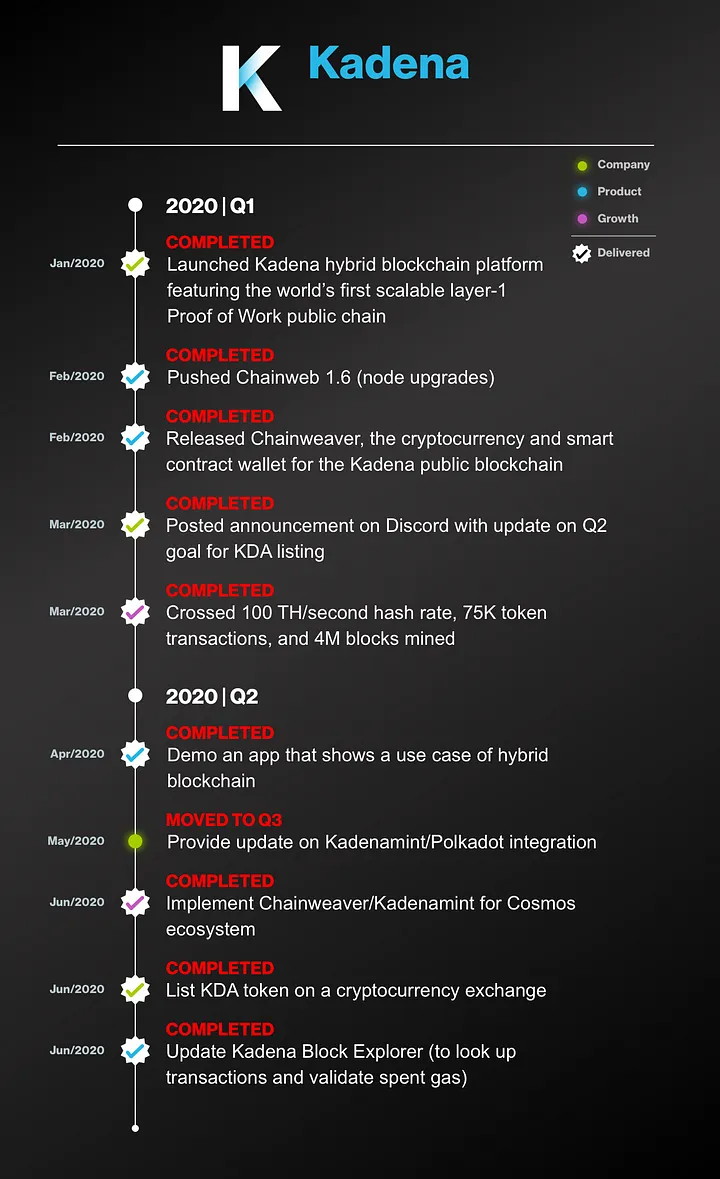 K Kadena
Company
Product
Growth
Delivered
2020 | Q1
COMPLETED
Jan/2020
Launched Kadena hybrid blockchain platform
featuring the world’s first scalable layer-1
Proof of Work public chain
COMPLETED
Feb/2020
Pushed Chainweb 1.6 (node upgrades)
COMPLETED
Feb/2020
Released Chainweaver, the cryptocurrency and smart
contract wallet for the Kadena public blockchain
COMPLETED
Mar/2020
Posted announcement on Discord with update on Q2
goal for KDA listing
COMPLETED
Mar/2020
Crossed 100 TH/second hash rate, 75K token
transactions, and 4M blocks mined
2020 | Q2
COMPLETED
Apr/2020
Demo an app that shows a use case of hybrid
blockchain
MOVED TO Q3
May/2020
Provide update on Kadenamint/Polkadot integration
COMPLETED
Jun/2020
Implement Chainweaver/Kadenamint for Cosmos
ecosystem
COMPLETED
Jun/2020
List KDA token on a cryptocurrency exchange
COMPLETED
Jun/2020
Update Kadena Block Explorer (to look up
transactions and validate spent gas)